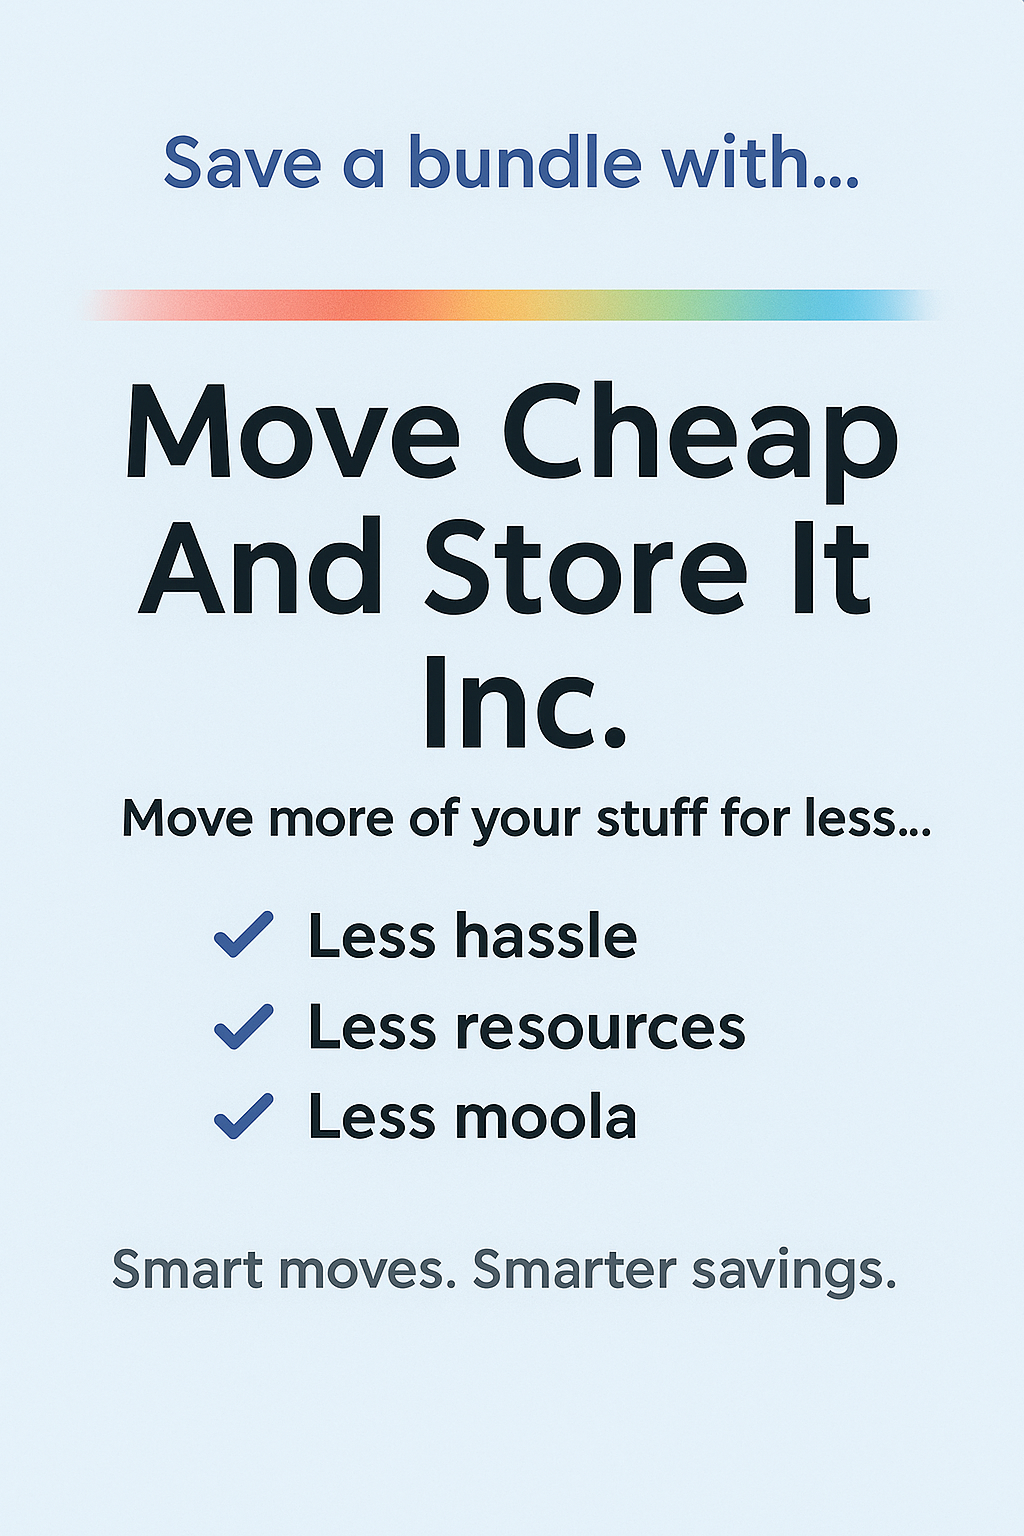 Save a bundle with...
Move Cheap
And Store It
Inc.
Move more of your stuff for less...
Less hassle
Less resources
Less moola
Smart moves. Smarter savings.